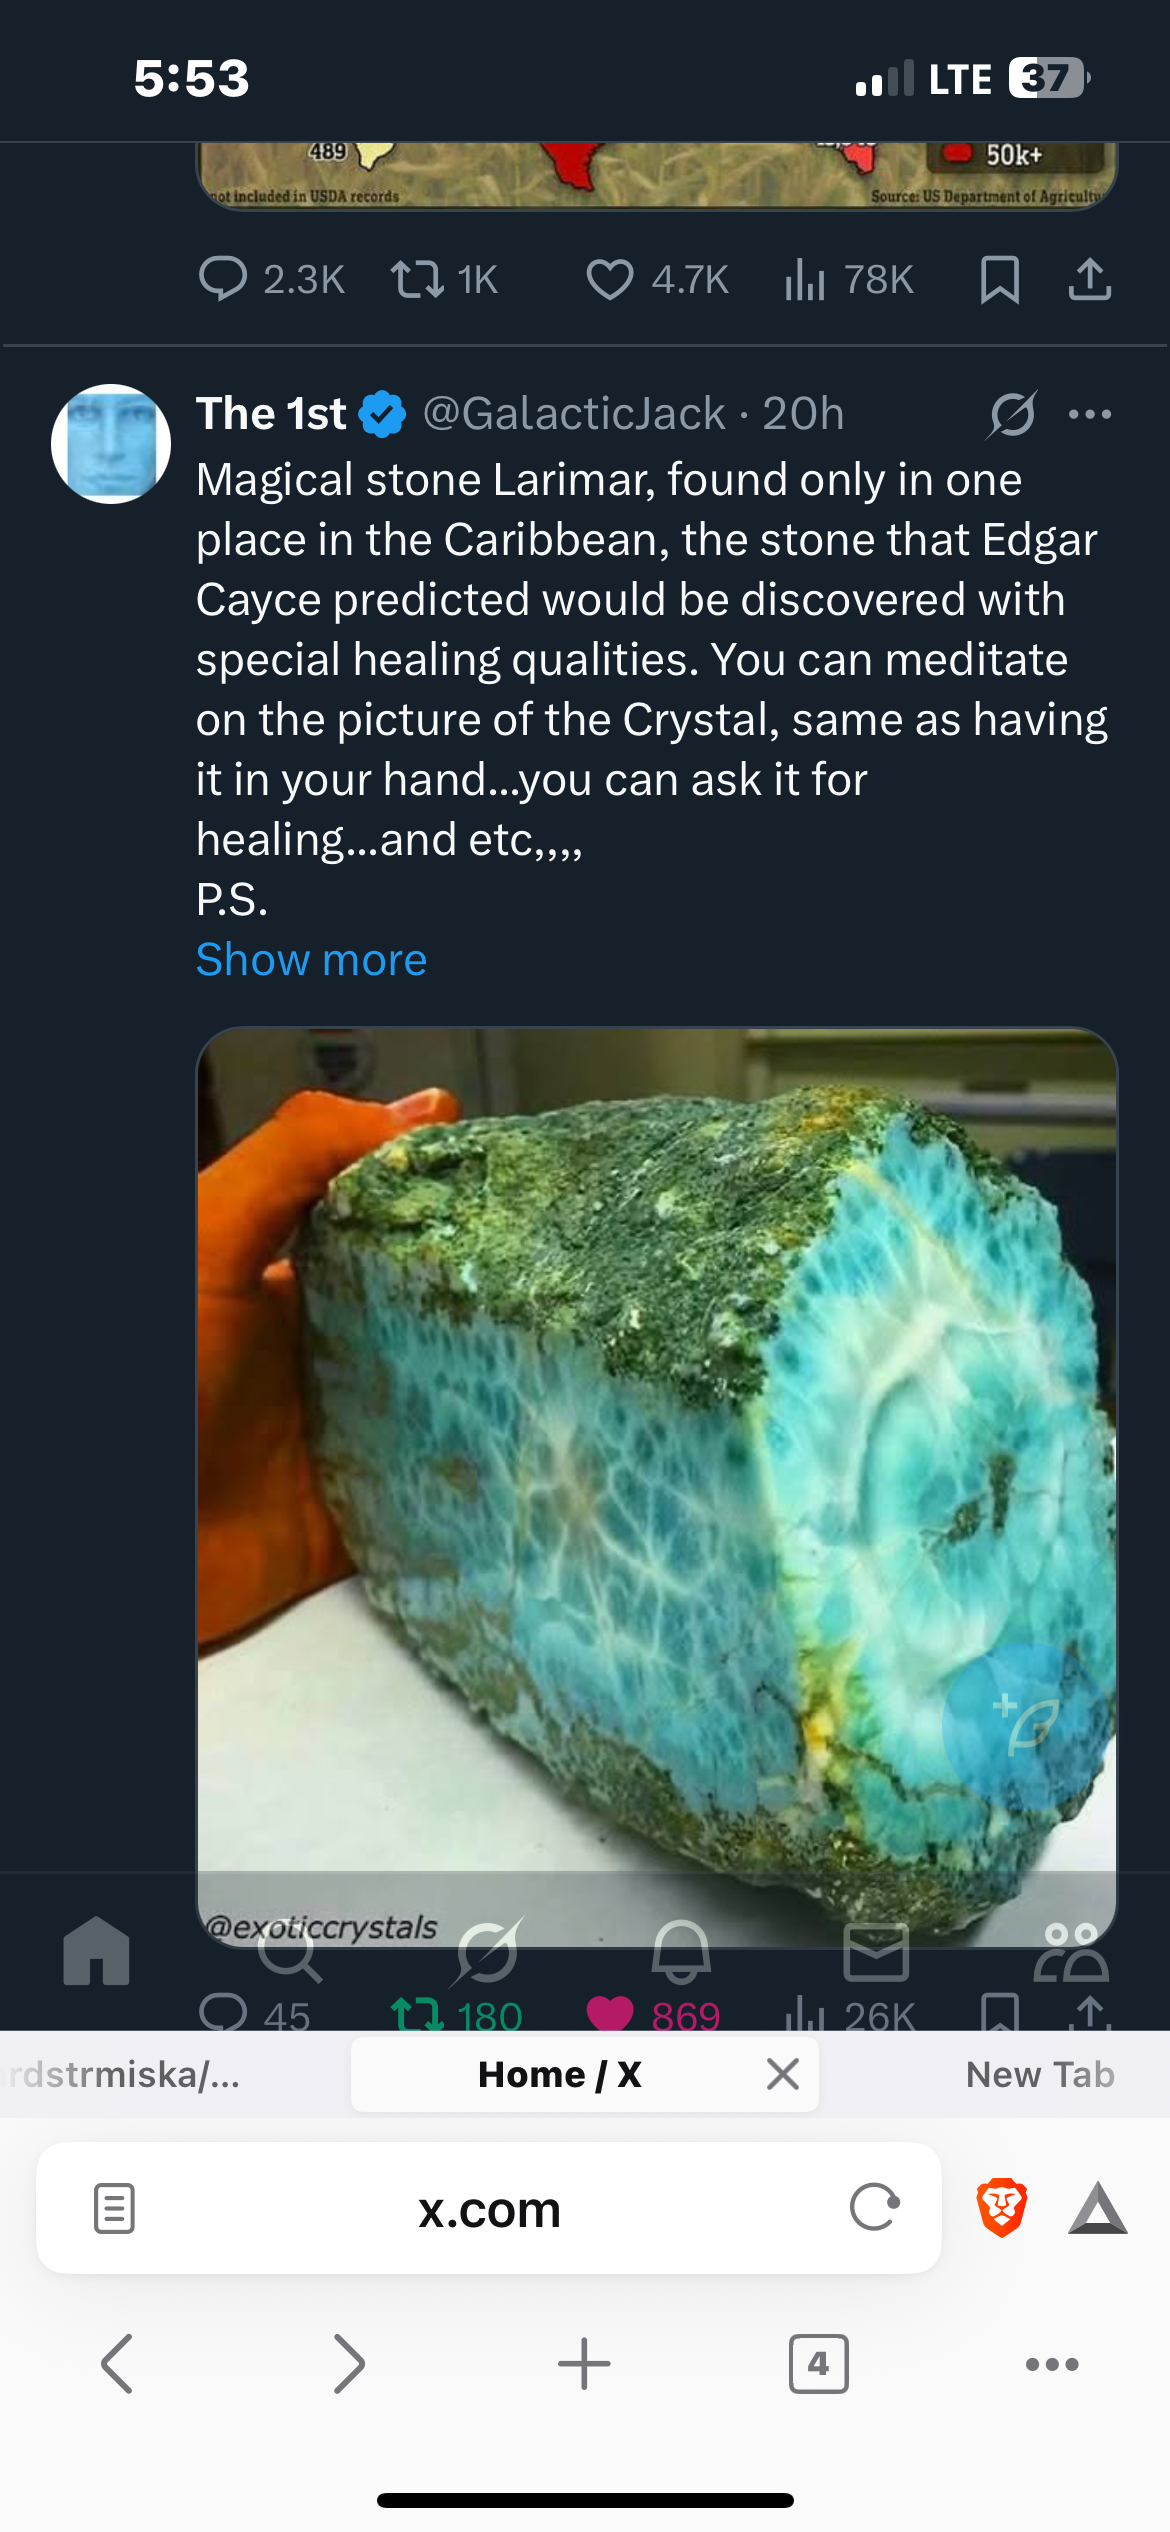 5:53
LTE 37
489
50k+
not included in USDA records
Source: US Department of Agricultu
2.3K 1K 4.7K 78K
The 1st @GalacticJack · 20h
Magical stone Larimar, found only in one
place in the Caribbean, the stone that Edgar
Cayce predicted would be discovered with
special healing qualities. You can meditate
on the picture of the Crystal, same as having
it in your hand...you can ask it for
healing...and etc,,,,
P.S.
Show more
@exoticcrystals
45 180 869 26K
rdstrmiska/...
Home / X
New Tab
x.com
4